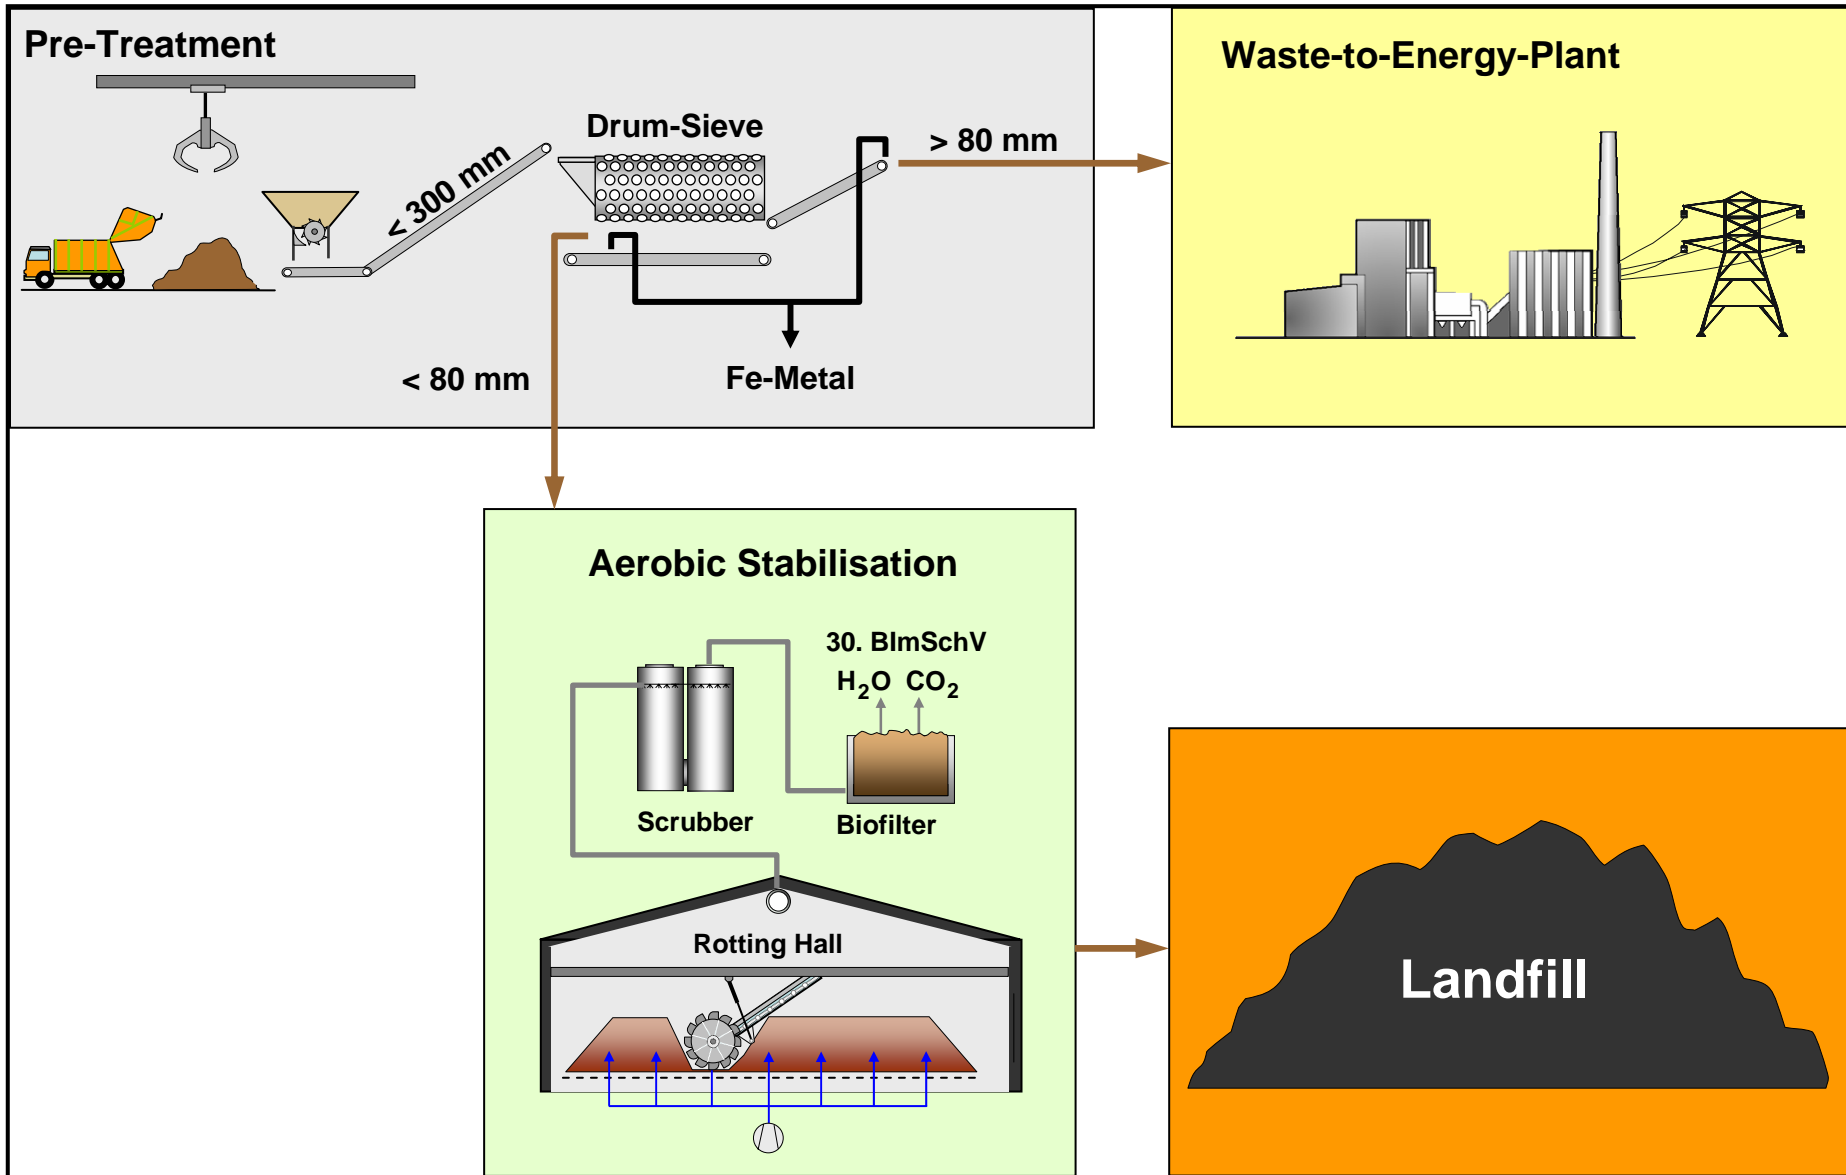 Pre-Treatment
Waste-to-Energy-Plant
Drum-Sieve
> 80 mm
< 300 mm
< 80 mm
Fe-Metal
Aerobic Stabilisation
30. BImSchV
H₂O CO₂
Scrubber
Biofilter
Rotting Hall
Landfill